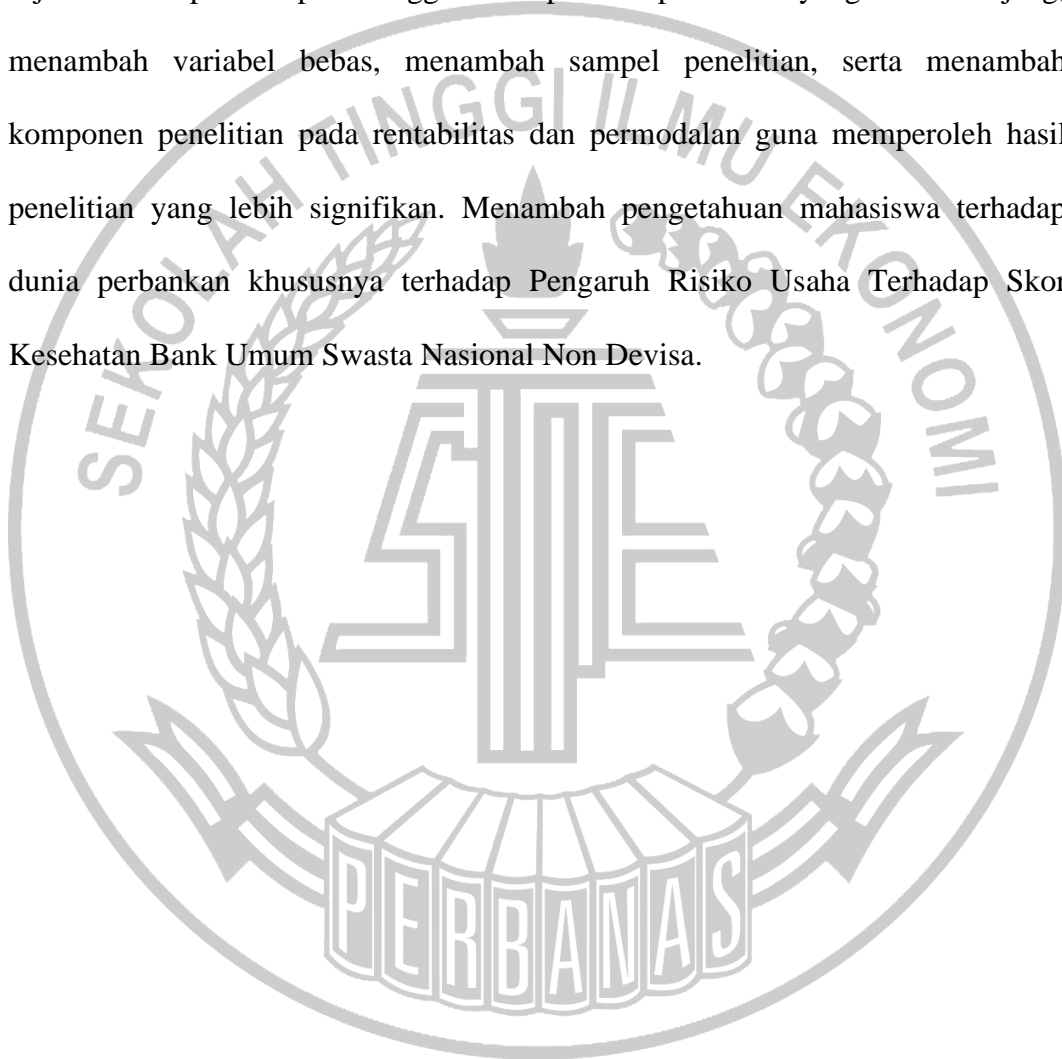 menambah variabel bebas, menambah sampel penelitian, serta menambah
komponen penelitian pada rentabilitas dan permodalan guna memperoleh hasil
penelitian yang lebih signifikan. Menambah pengetahuan mahasiswa terhadap
dunia perbankan khususnya terhadap Pengaruh Risiko Usaha Terhadap Skor
Kesehatan Bank Umum Swasta Nasional Non Devisa.
SEKOLAH TINGGI ILMU EKONOMI
STIE
PERBANAS